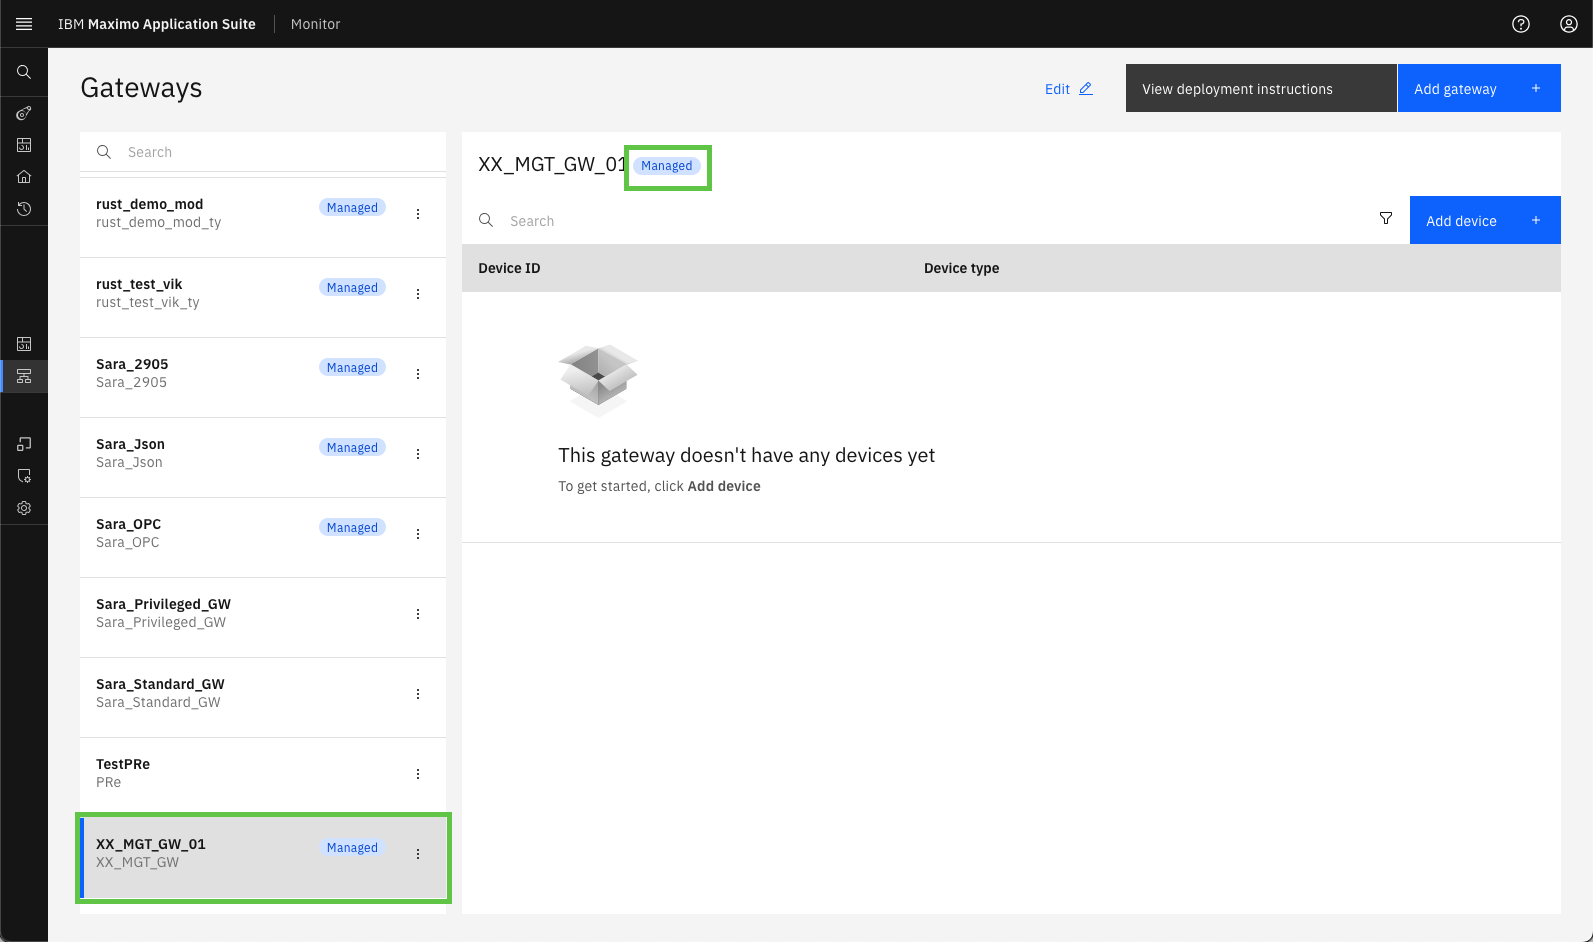 IBM Maximo Application Suite | Monitor
Gateways
Edit
View deployment instructions
Add gateway +
Search
rust_demo_mod Managed
rust_demo_mod_ty
rust_test_vik Managed
rust_test_vik_ty
Sara_2905 Managed
Sara_2905
Sara_Json Managed
Sara_Json
Sara_OPC Managed
Sara_OPC
Sara_Privileged_GW
Sara_Privileged_GW
Sara_Standard_GW
Sara_Standard_GW
TestPRe
PRe
XX_MGT_GW_01 Managed
XX_MGT_GW
XX_MGT_GW_01 Managed
Search
Add device +
Device ID Device type
This gateway doesn't have any devices yet
To get started, click Add device